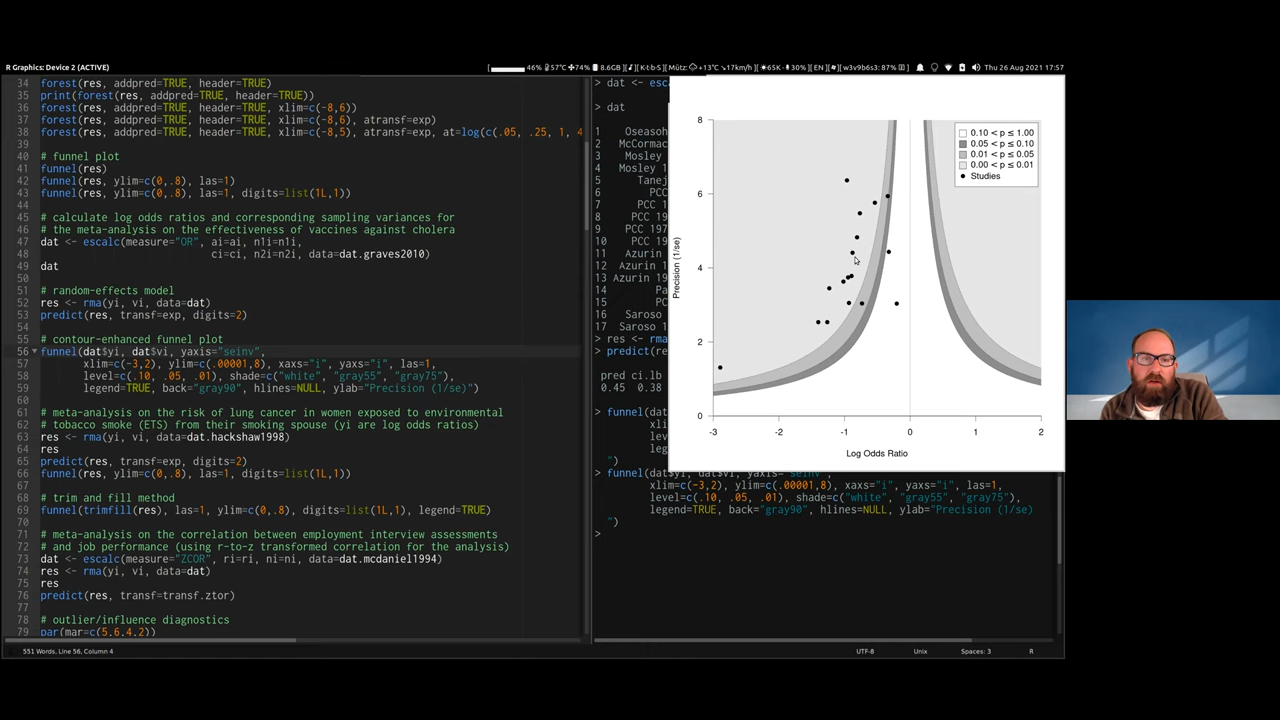 R Graphics: Device 2 (ACTIVE)
46% 57°C 74% 8.6GB
+13°C 17km/h 65K 30% [ EN ] w3v9b6s3: 87%
Thu 26 Aug 2021 17:57
34 forest(res, addpred=TRUE, header=TRUE)
35 print(forest(res, addpred=TRUE, header=TRUE))
36 forest(res, addpred=TRUE, header=TRUE, xlim=c(-8,6))
37 forest(res, addpred=TRUE, header=TRUE, xlim=c(-8,6), atransf=exp)
38 forest(res, addpred=TRUE, header=TRUE, xlim=c(-8,5), atransf=exp, at=log(c(.05, .25, 1, 4
39
40 # funnel plot
41 funnel(res)
42 funnel(res, ylim=c(0,.8), las=1)
43 funnel(res, ylim=c(0,.8), las=1, digits=list(1L,1))
44
45 # calculate log odds ratios and corresponding sampling variances for
46 # the meta-analysis on the effectiveness of vaccines against cholera
47 dat <- escalc(measure="OR", ai=ai, n1i=n1i,
48 ci=ci, n2i=n2i, data=dat.graves2010)
49 dat
50
51 # random-effects model
52 res <- rma(yi, vi, data=dat)
53 predict(res, transf=exp, digits=2)
54
55 # contour-enhanced funnel plot
56 funnel(dat$yi, dat$vi, yaxis="seinv",
57 xlim=c(-3,2), ylim=c(.00001,8), xaxs="i", yaxs="i", las=1,
58 level=c(.10, .05, .01), shade=c("white", "gray55", "gray75"),
59 legend=TRUE, back="gray90", hlines=NULL, ylab="Precision (1/se)")
60
61 # meta-analysis on the risk of lung cancer in women exposed to environmental
62 # tobacco smoke (ETS) from their smoking spouse (yi are log odds ratios)
63 res <- rma(yi, vi, data=dat.hackshaw1998)
64 res
65 predict(res, transf=exp, digits=2)
66 funnel(res, ylim=c(0,.8), las=1, digits=list(1L,1))
67
68 # trim and fill method
69 funnel(trimfill(res), las=1, ylim=c(0,.8), digits=list(1L,1), legend=TRUE)
70
71 # meta-analysis on the correlation between employment interview assessments
72 # and job performance (using r-to-z transformed correlation for the analysis)
73 dat <- escalc(measure="ZCOR", ri=ri, ni=ni, data=dat.mcdaniel1994)
74 res <- rma(yi, vi, data=dat)
75 res
76 predict(res, transf=transf.ztor)
77
78 # outlier/influence diagnostics
79 par(mar=c(5,6,4,2))
551 Words, Line 56, Column 4
UTF-8 Unix Spaces: 3 R
> dat <- esc
> dat
1 Oseasoh
2 McCormac
3 Mosley
4 Mosley 1
5 Tanej
6 PCC
7 PCC 1
8 PCC 19
9 PCC 197
10 PCC
11 Azurin
12 Azurin 1
13 Azurin 19
14 Pa
15 PC
16 Saroso
17 Saroso 1
> res <- rm
> predict(re
pred ci.lb
0.45 0.38
> funnel(dat
xli
lev
leg
")
> funnel(dat$yi, dat$vi, yaxis="seinv",
xlim=c(-3,2), ylim=c(.00001,8), xaxs="i", yaxs="i", las=1,
level=c(.10, .05, .01), shade=c("white", "gray55", "gray75"),
legend=TRUE, back="gray90", hlines=NULL, ylab="Precision (1/se)
")
>
0.10 < p ≤ 1.00
0.05 < p ≤ 0.10
0.01 < p ≤ 0.05
0.00 < p ≤ 0.01
Studies
8
6
4
2
0
Precision (1/se)
-3 -2 -1 0 1 2
Log Odds Ratio